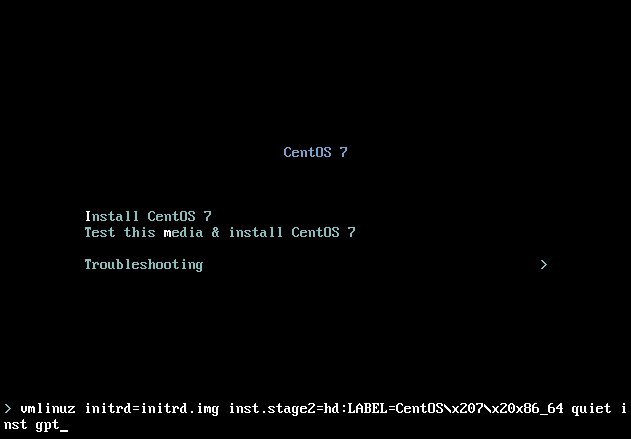 CentOS 7
Install CentOS 7
Test this media & install CentOS 7
Troubleshooting >
> vmlinuz initrd=initrd.img inst.stage2=hd:LABEL=CentOS\x207\x20x86_64 quiet i
nst gpt_